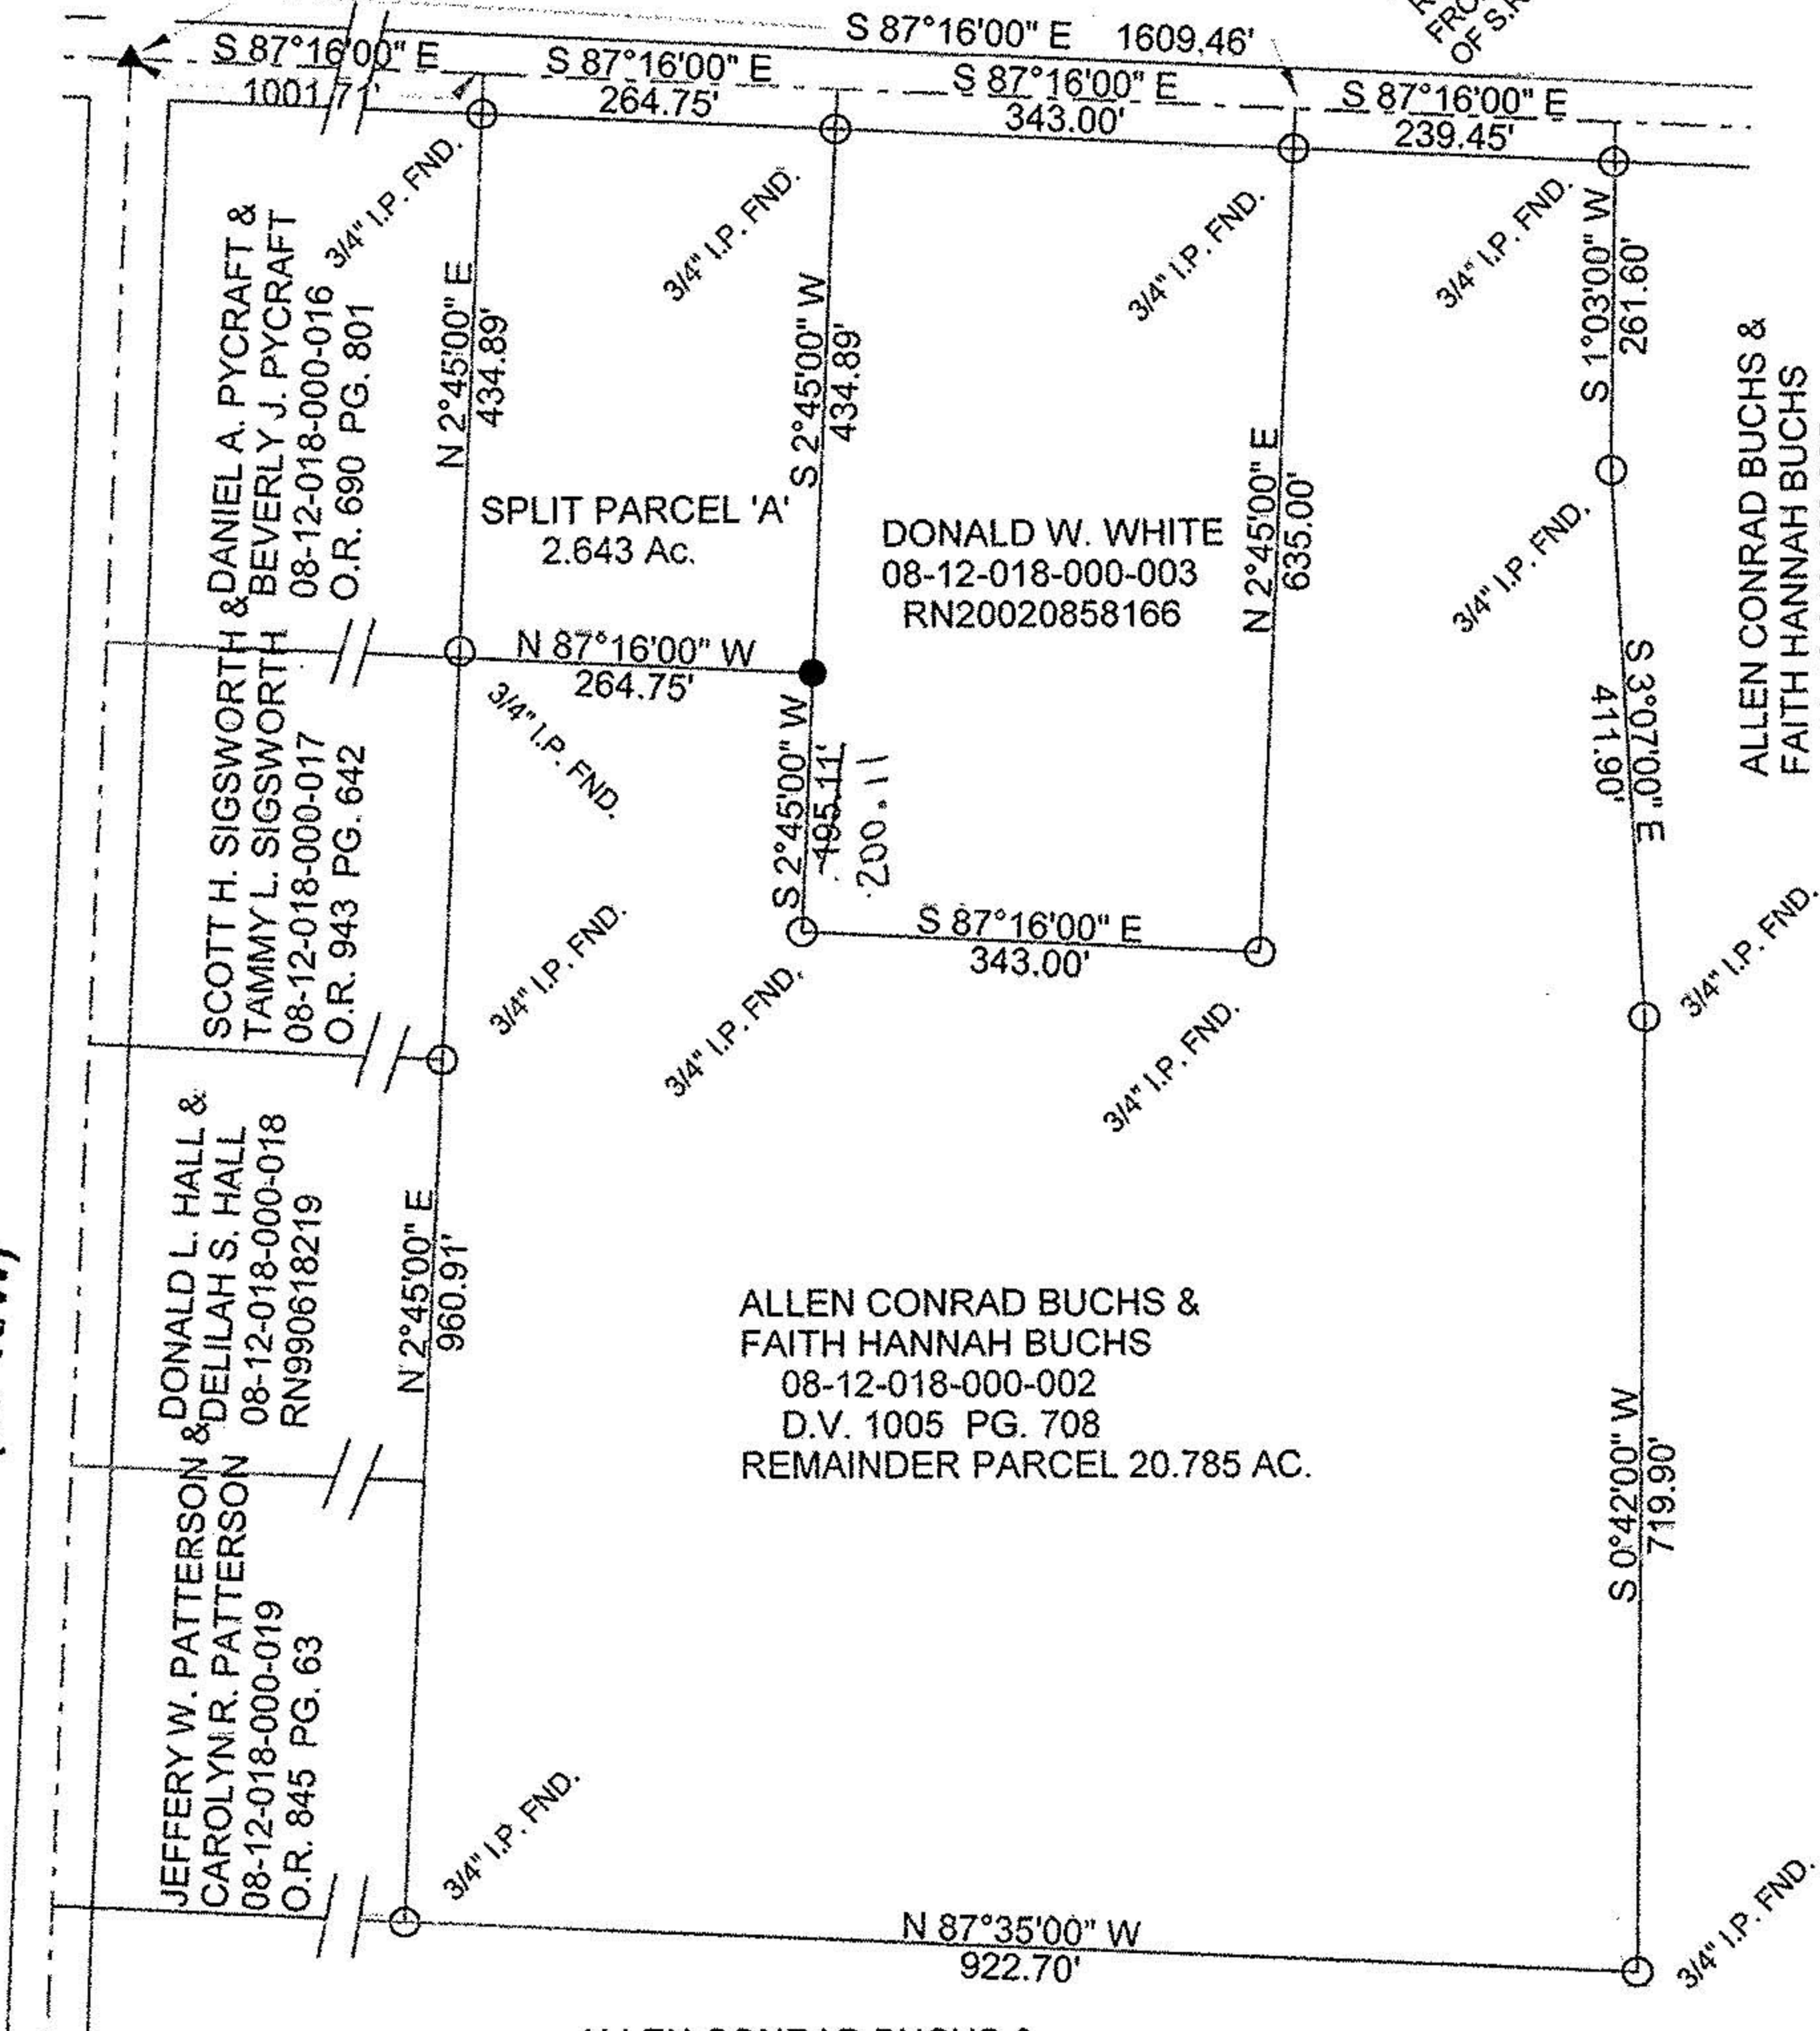 S 87°16'00" E 1609.46'
FRO
OF S.R
S 87°16'00" E
1001.71'
S 87°16'00" E
264.75'
S 87°16'00" E
343.00'
S 87°16'00" E
239.45'
3/4" I.P. FND.
3/4" I.P. FND.
3/4" I.P. FND.
3/4" I.P. FND.
DANIEL A. PYCRAFT &
BEVERLY J. PYCRAFT
08-12-018-000-016
O.R. 690 PG. 801
N 2°45'00" E
434.89'
S 2°45'00" W
434.89'
S 1°03'00" W
261.60'
SPLIT PARCEL 'A'
2.643 Ac.
DONALD W. WHITE
08-12-018-000-003
RN20020858166
N 2°45'00" E
635.00'
3/4" I.P. FND.
ALLEN CONRAD BUCHS &
FAITH HANNAH BUCHS
N 87°16'00" W
264.75'
3/4" I.P. FND.
S 3°07'00" E
411.90'
SCOTT H. SIGSWORTH &
TAMMY L. SIGSWORTH
08-12-018-000-017
O.R. 943 PG. 642
S 2°45'00" W
195.11'
200.11
S 87°16'00" E
343.00'
3/4" I.P. FND.
3/4" I.P. FND.
3/4" I.P. FND.
3/4" I.P. FND.
DONALD L. HALL &
DELILAH S. HALL
08-12-018-000-018
RN990618219
N 2°45'00" E
960.91'
ALLEN CONRAD BUCHS &
FAITH HANNAH BUCHS
08-12-018-000-002
D.V. 1005 PG. 708
REMAINDER PARCEL 20.785 AC.
S 0°42'00" W
719.90'
JEFFERY W. PATTERSON &
CAROLYN R. PATTERSON
08-12-018-000-019
O.R. 845 PG. 63
3/4" I.P. FND.
N 87°35'00" W
922.70'
3/4" I.P. FND.